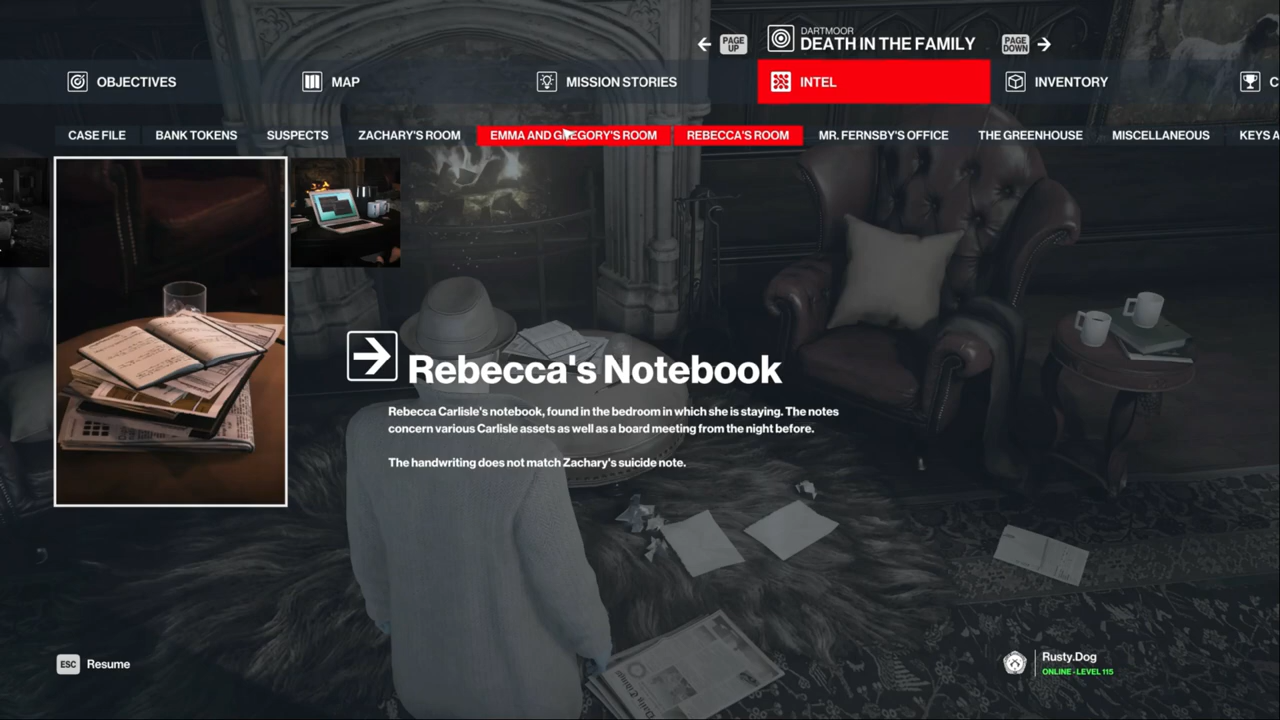 PAGE UP
DARTMOOR
DEATH IN THE FAMILY
PAGE DOWN
OBJECTIVES
MAP
MISSION STORIES
INTEL
INVENTORY
C
CASE FILE
BANK TOKENS
SUSPECTS
ZACHARY'S ROOM
EMMA AND GREGORY'S ROOM
REBECCA'S ROOM
MR. FERNSBY'S OFFICE
THE GREENHOUSE
MISCELLANEOUS
KEYS A
Rebecca's Notebook
Rebecca Carlisle's notebook, found in the bedroom in which she is staying. The notes
concern various Carlisle assets as well as a board meeting from the night before.
The handwriting does not match Zachary's suicide note.
ESC Resume
Rusty.Dog
ONLINE - LEVEL 115